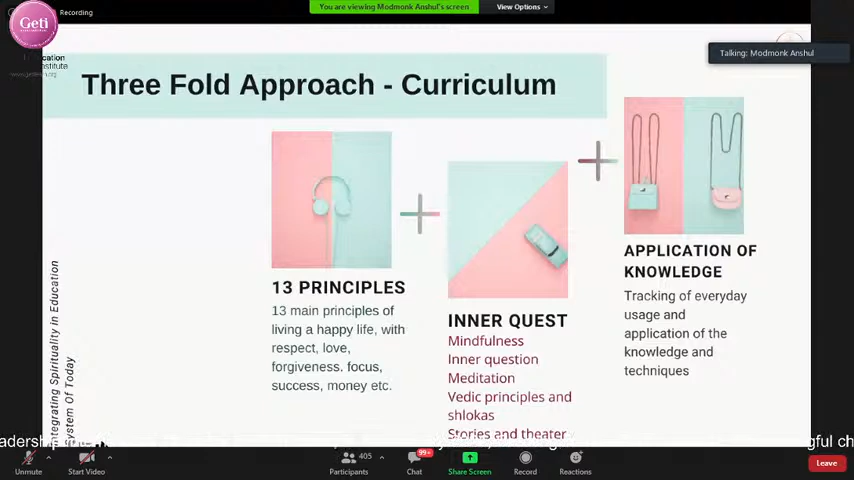 Recording
You are viewing Modmonk Anshul's screen
View Options
Geti
Talking: Modmonk Anshul
Three Fold Approach - Curriculum
13 PRINCIPLES
13 main principles of
living a happy life, with
respect, love,
forgiveness. focus,
success, money etc.
INNER QUEST
Mindfulness
Inner question
Meditation
Vedic principles and
shlokas
Stories and theater
APPLICATION OF
KNOWLEDGE
Tracking of everyday
usage and
application of the
knowledge and
techniques
Integrating Spirituality in Education
System Of Today
Unmute
Start Video
Participants
405
Chat
99+
Share Screen
Record
Reactions
Leave